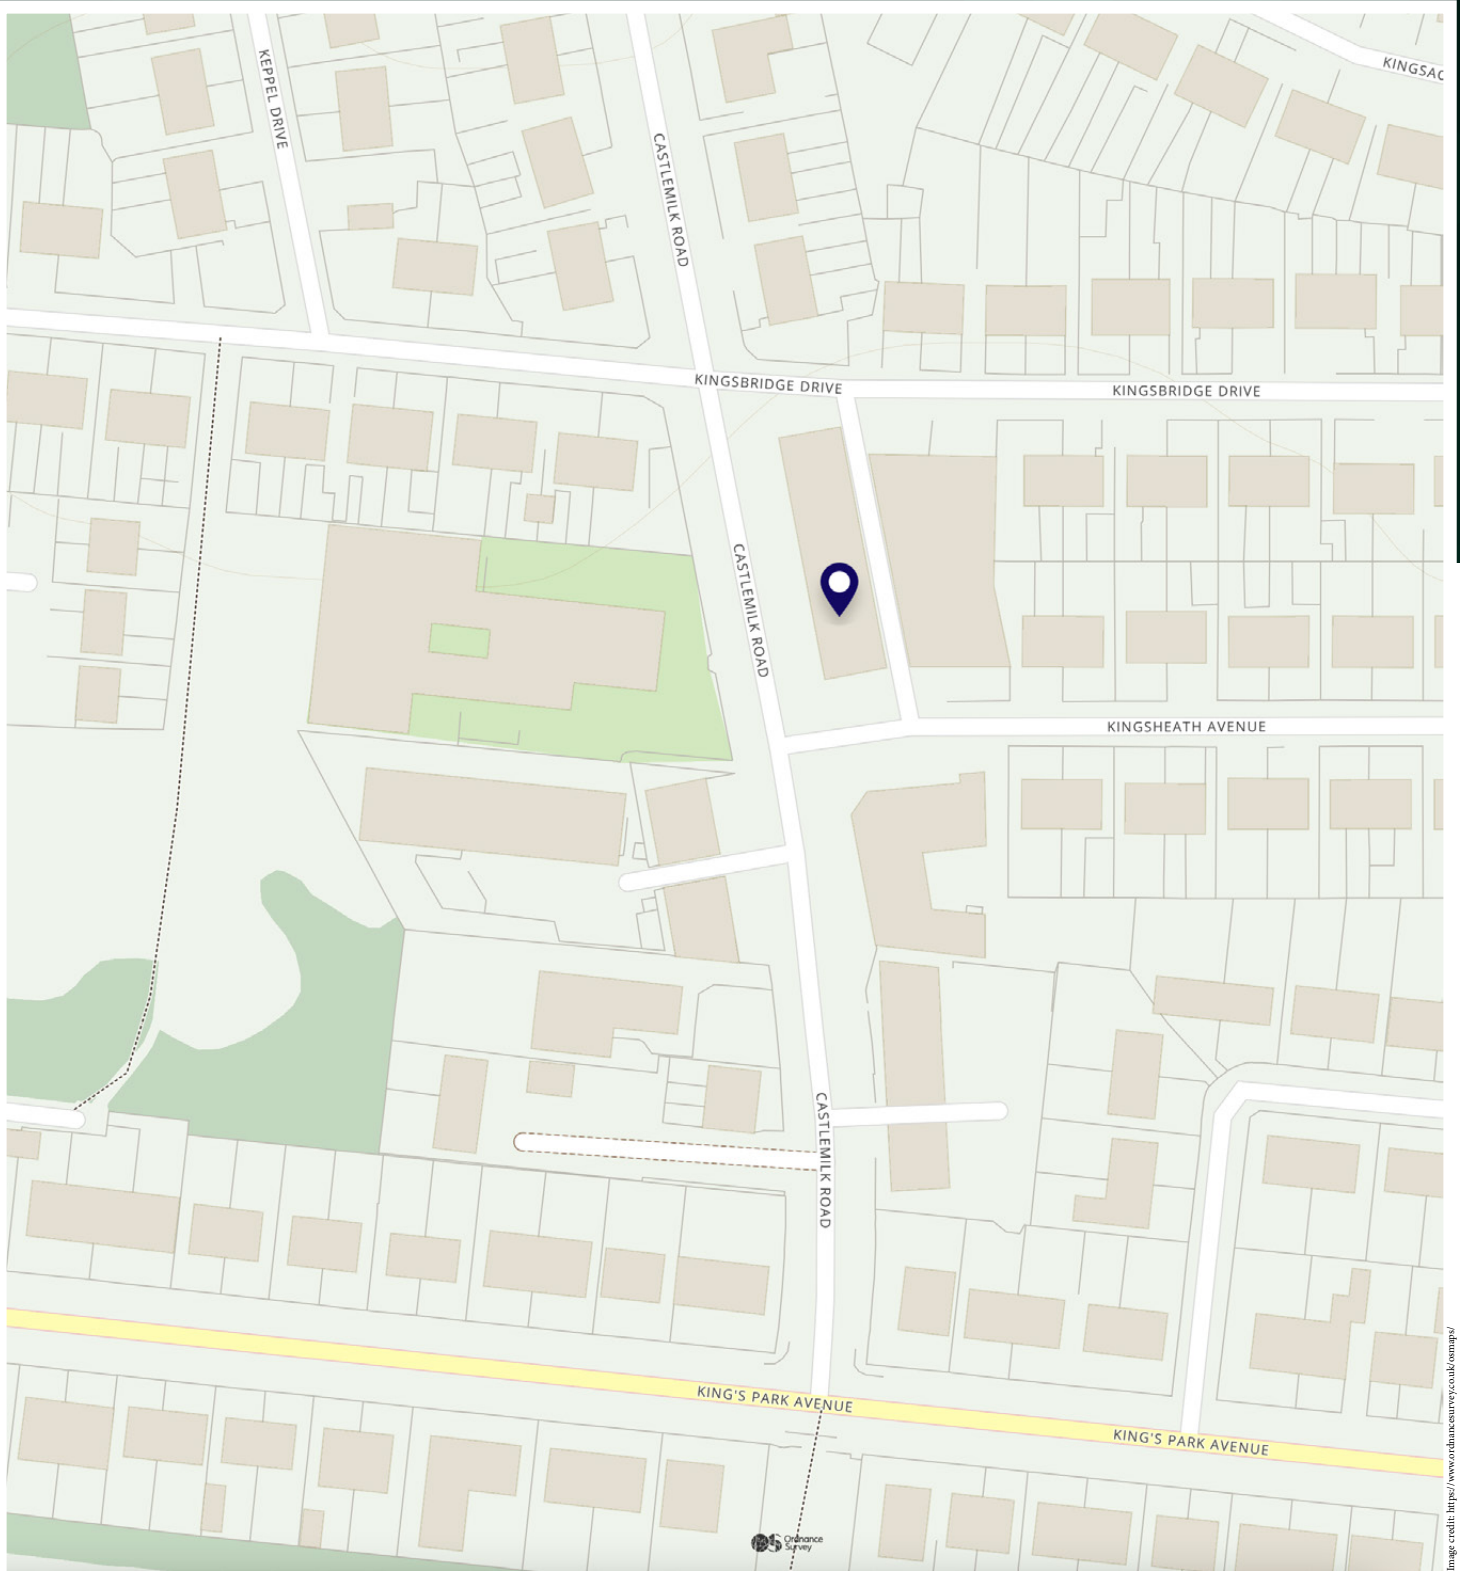 KEPPEL DRIVE
CASTLEMILK ROAD
KINGSAC
KINGSBRIDGE DRIVE
KINGSBRIDGE DRIVE
CASTLEMILK ROAD
KINGSHEATH AVENUE
CASTLEMILK ROAD
KING'S PARK AVENUE
KING'S PARK AVENUE
OS
Ordnance
Survey
Image credit: https://www.ordnancesurvey.co.uk/osmaps/